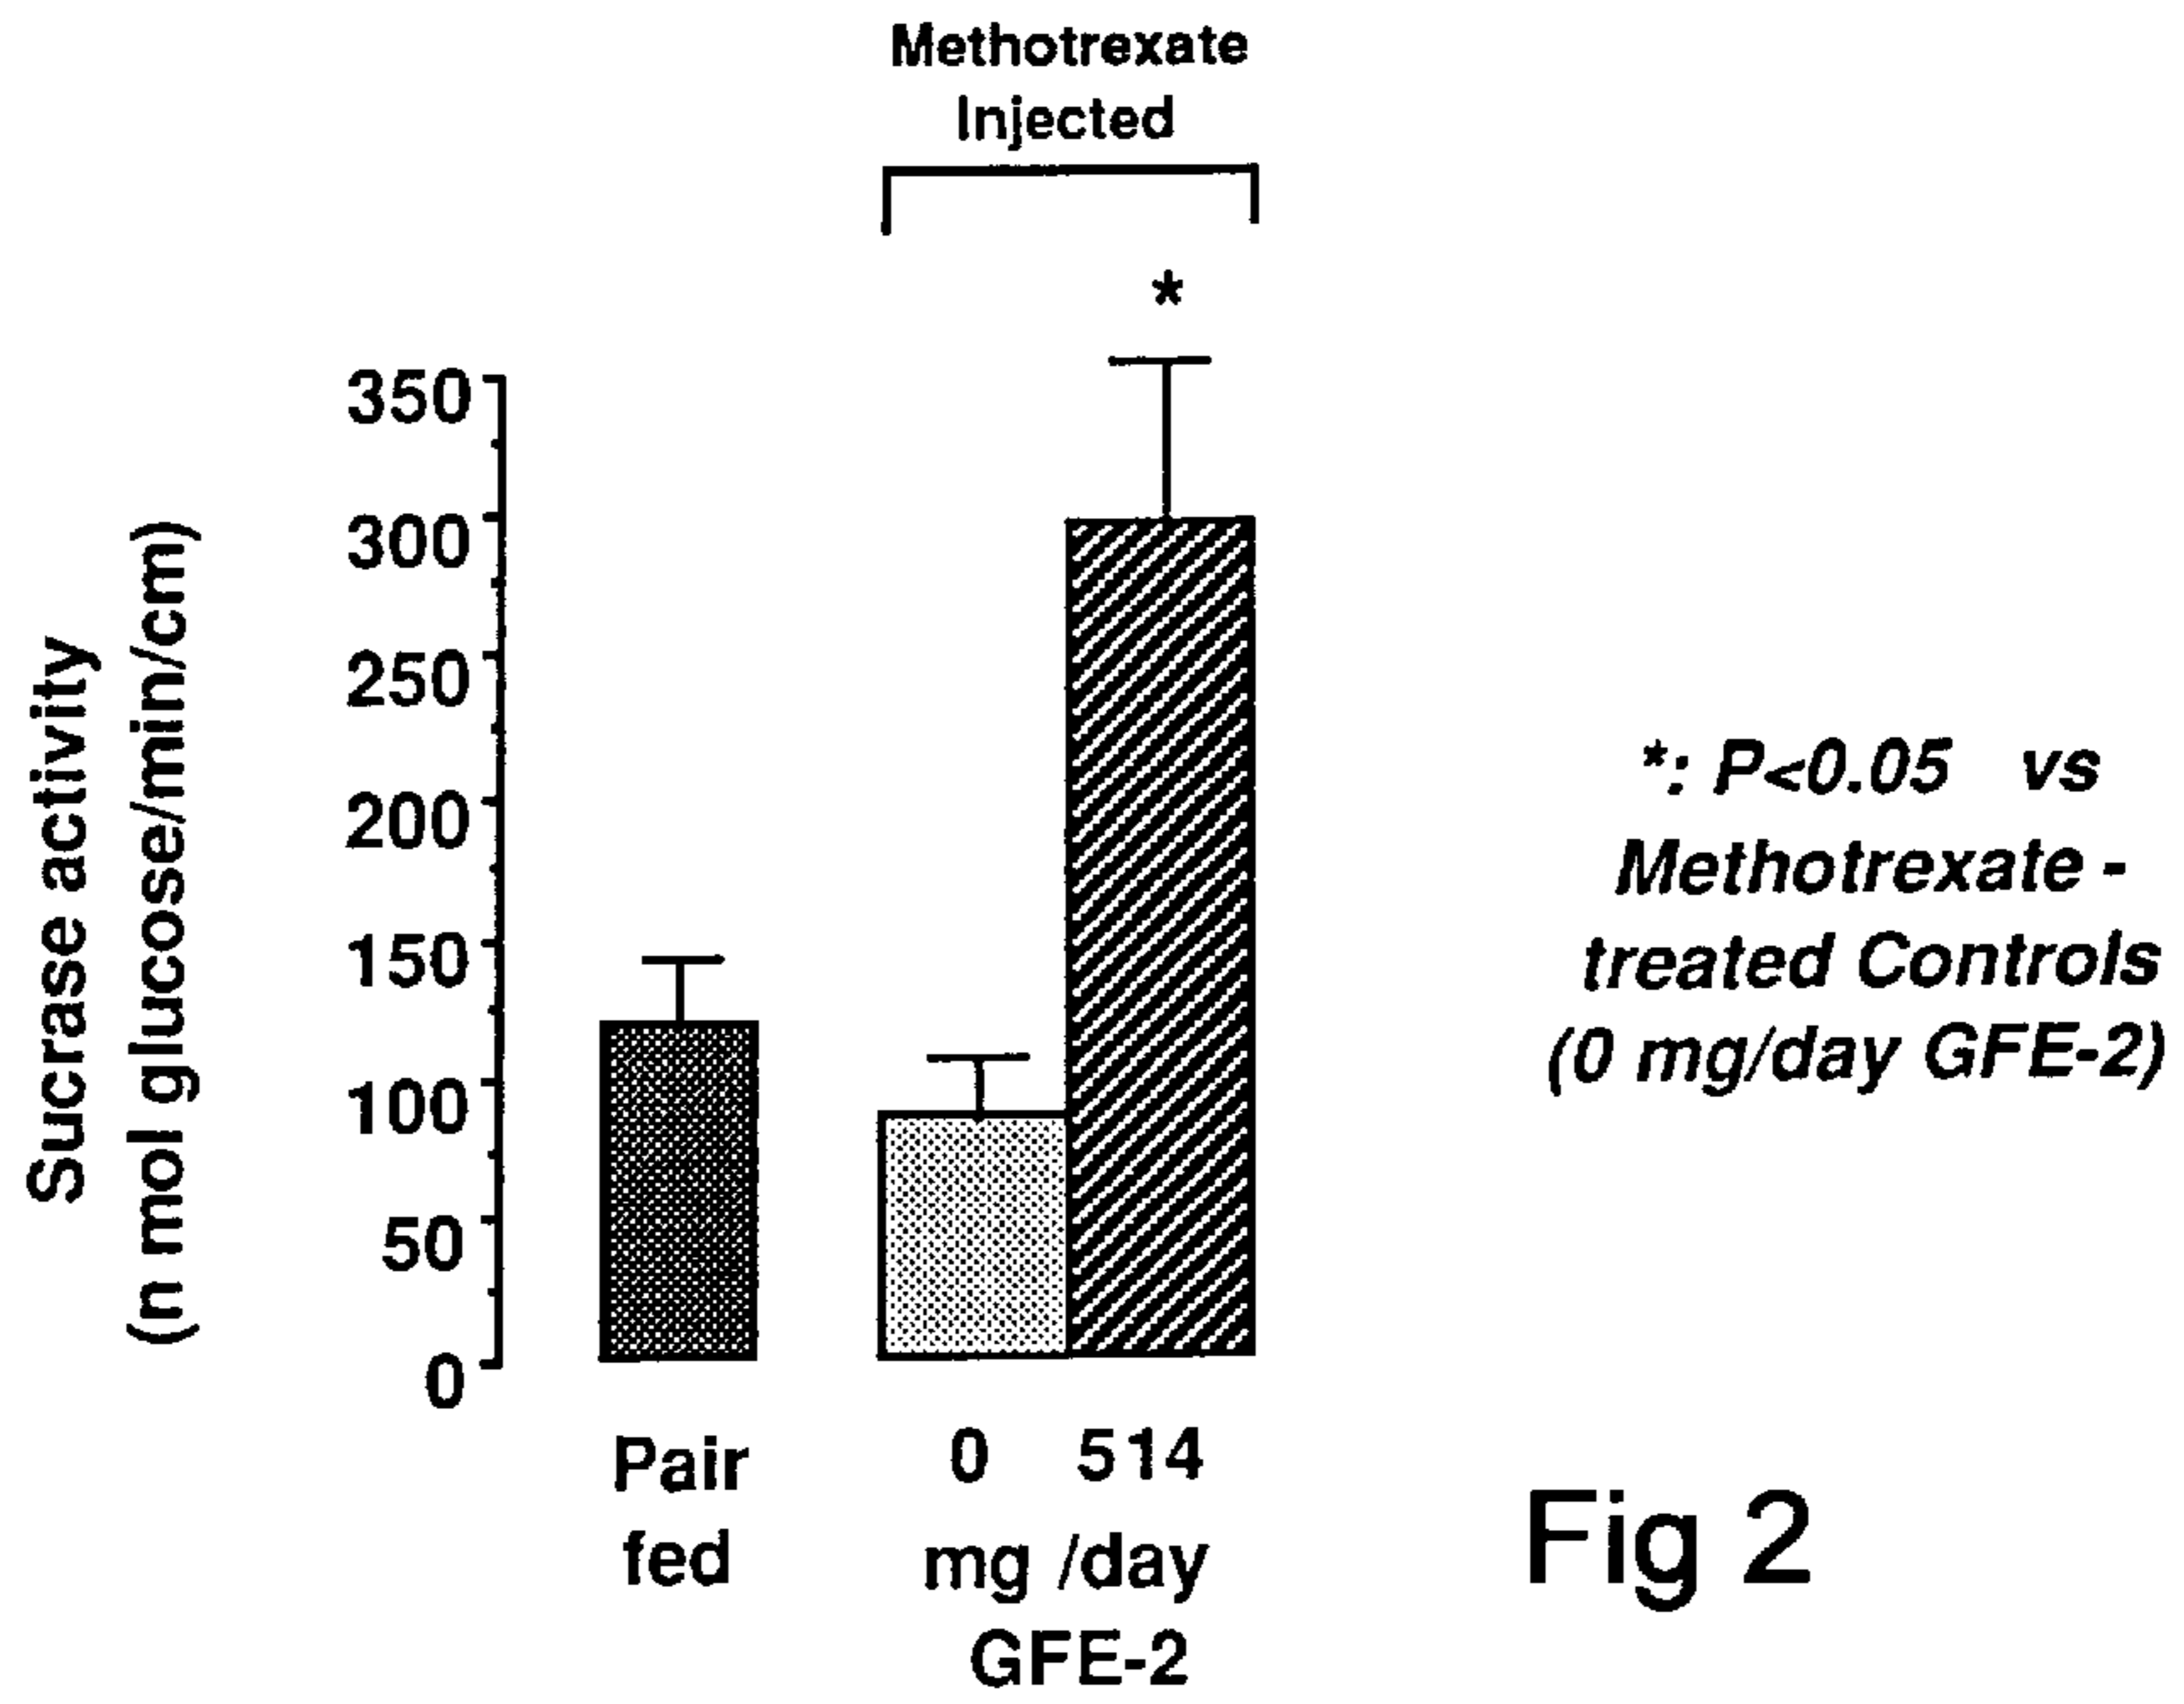 Methotrexate
Injected
*
350
300
250
200
150
100
50
0
Sucrase activity
(n mol glucose/min/cm)
Pair
fed
0 514
mg /day
GFE-2
*: P<0.05 vs
Methotrexate -
treated Controls
(0 mg/day GFE-2)
Fig 2